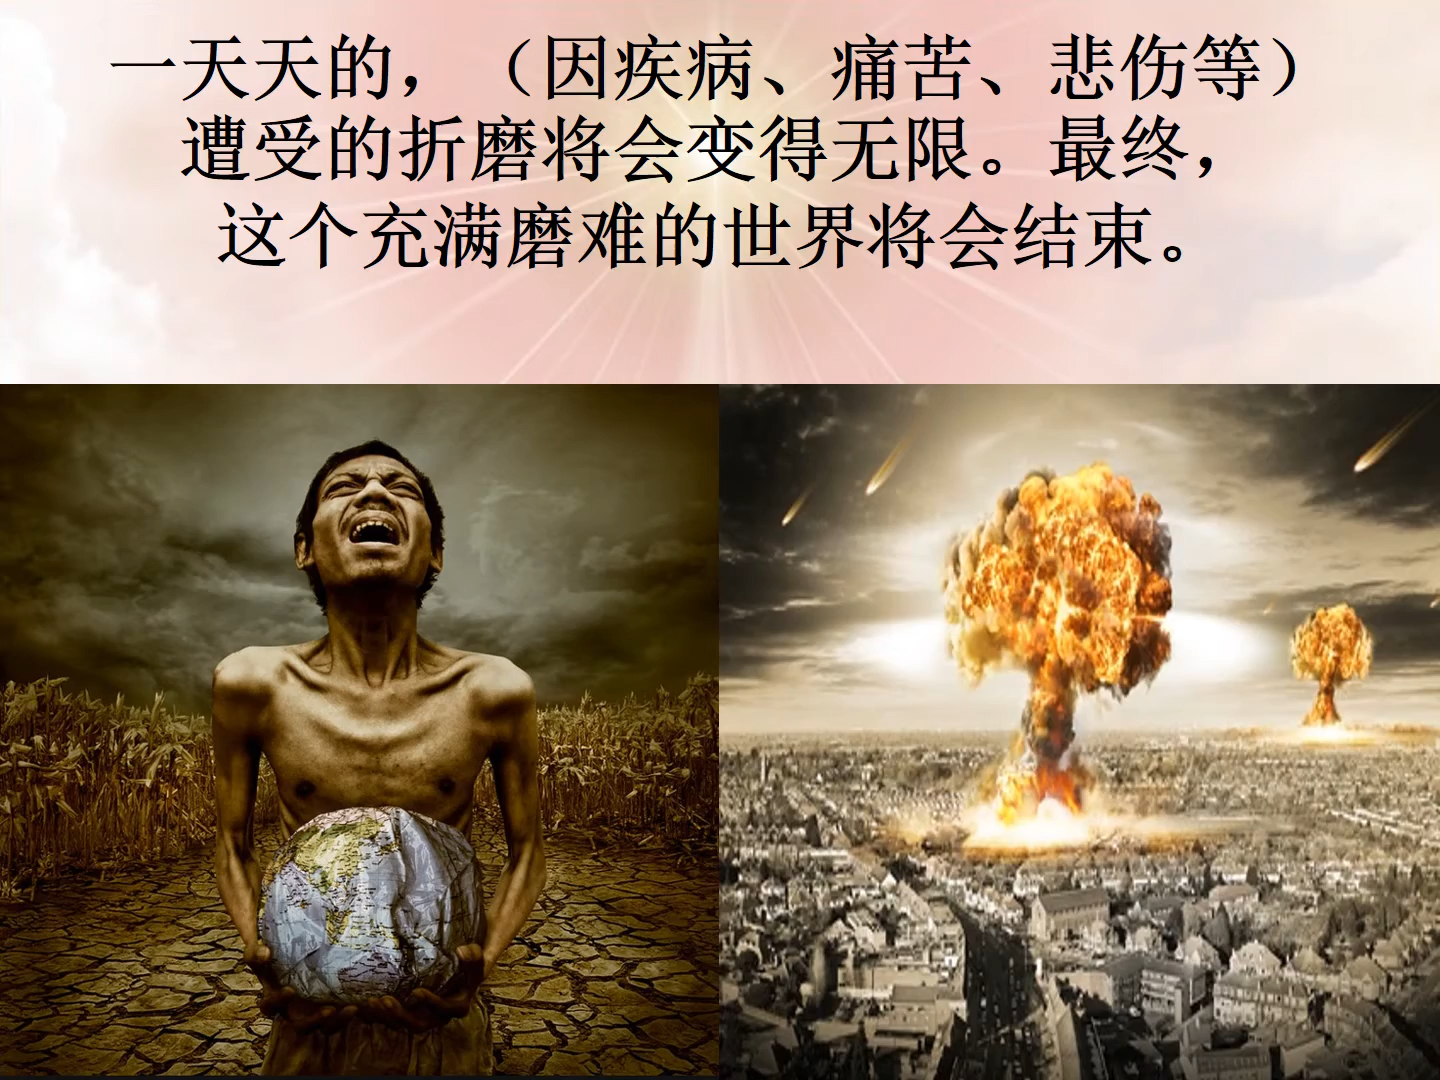 一天天的，（因疾病、痛苦、悲伤等）
遭受的折磨将会变得无限。最终，
这个充满磨难的世界将会结束。